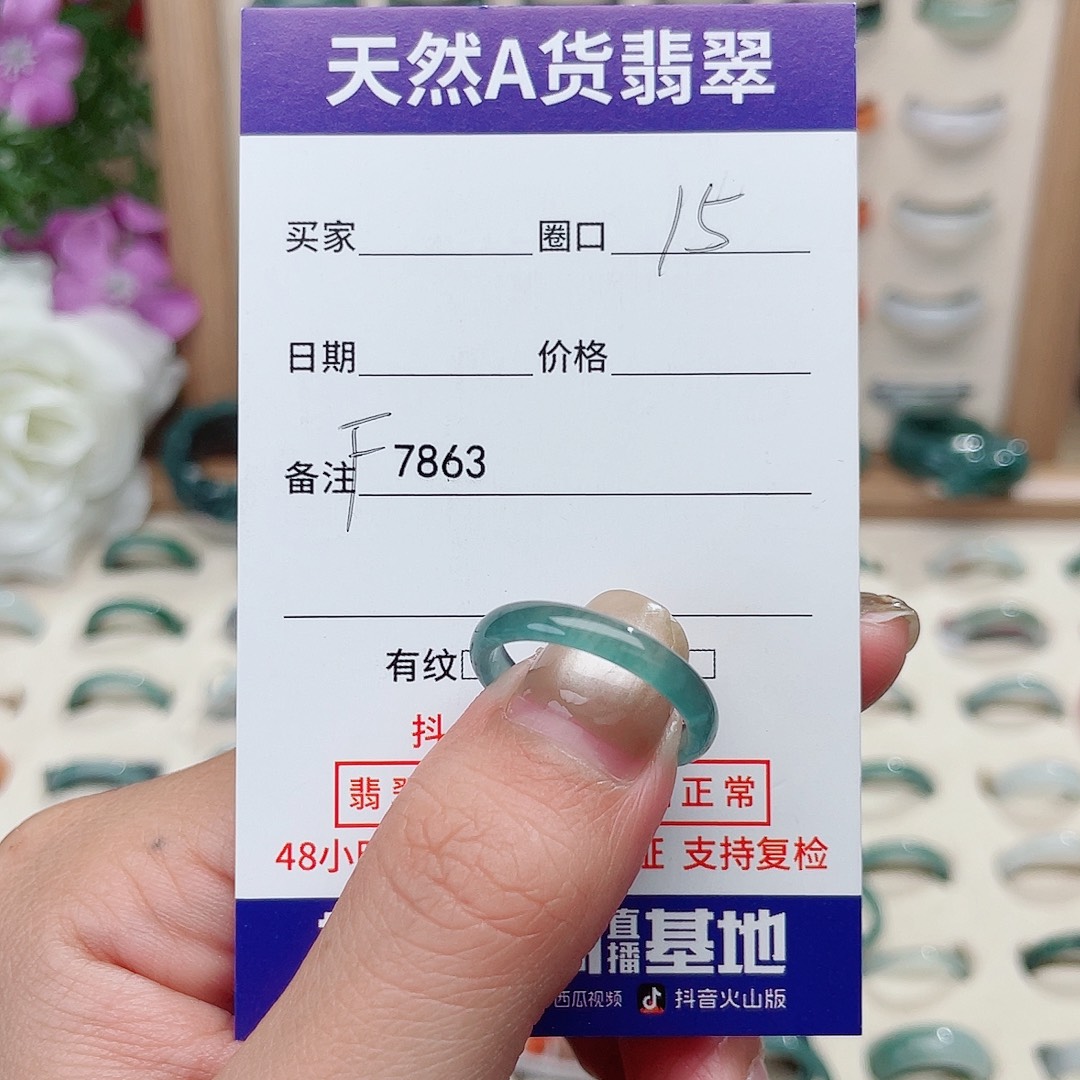 天然A货翡翠
买家 圈口 15
日期 价格
备注 F 7863
有纹
抖
翡 正常
48小 证 支持复检
直播基地
西瓜视频 抖音火山版